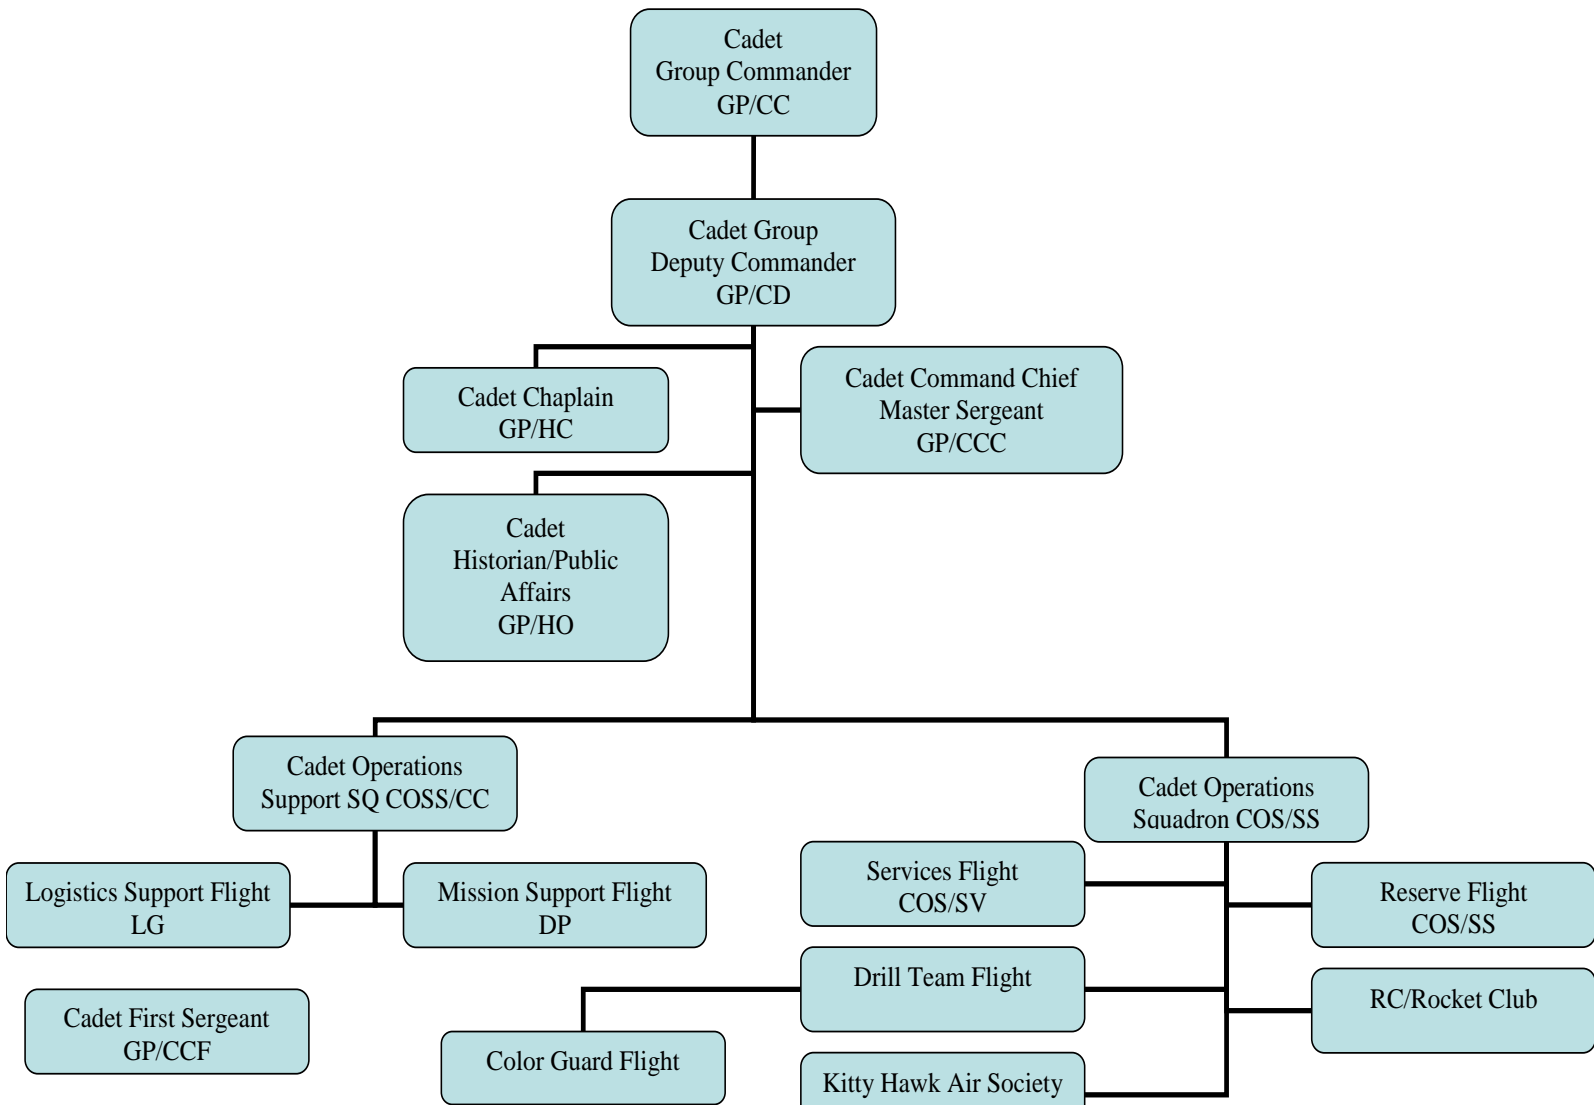 Cadet
Group Commander
GP/CC
Cadet Group
Deputy Commander
GP/CD
Cadet Chaplain
GP/HC
Cadet Command Chief
Master Sergeant
GP/CCC
Cadet
Historian/Public
Affairs
GP/HO
Cadet Operations
Support SQ COSS/CC
Cadet Operations
Squadron COS/SS
Logistics Support Flight
LG
Mission Support Flight
DP
Services Flight
COS/SV
Reserve Flight
COS/SS
Cadet First Sergeant
GP/CCF
Drill Team Flight
RC/Rocket Club
Color Guard Flight
Kitty Hawk Air Society